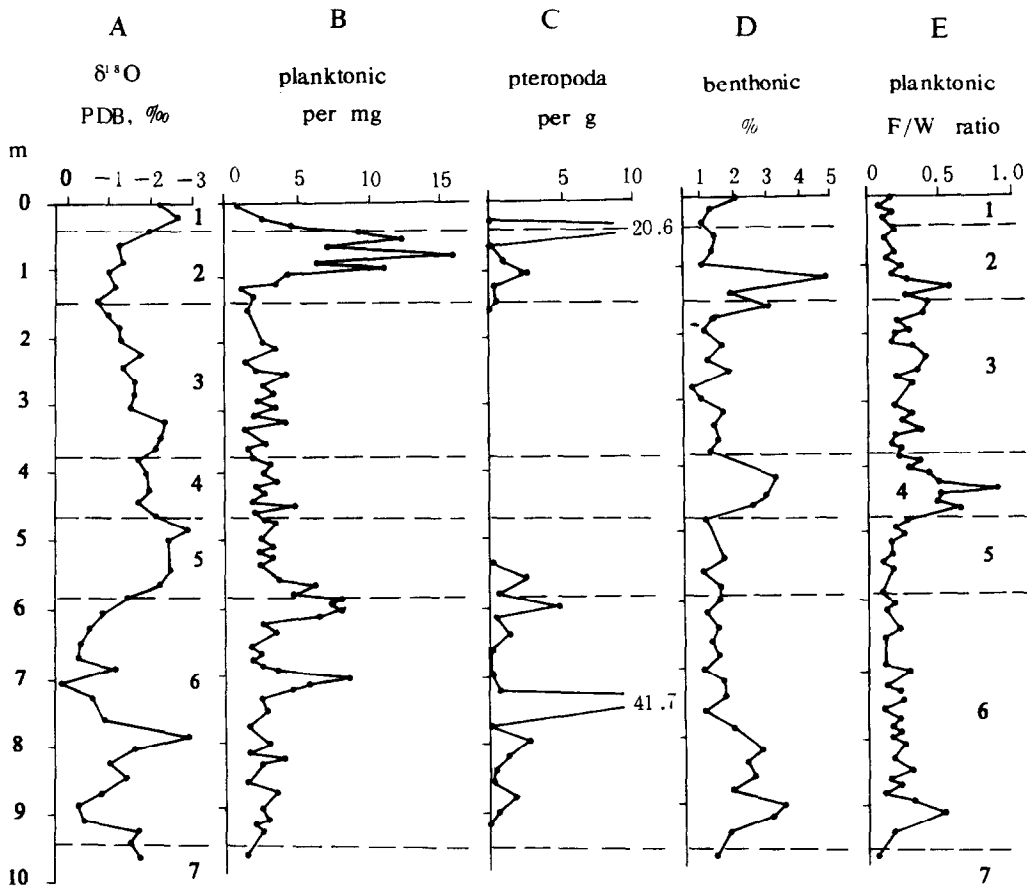 A B C D E
δ¹⁸O planktonic pteropoda benthonic planktonic
PDB, ‰ per mg per g % F/W ratio
m
0 -1 -2 -3 0 5 10 15 0 5 10 1 2 3 4 5 0 0.5 1.0
0
1 1
20.6
1 2 2
2
3 3 3
4 4 4
5 5 5
6
7 6 41.7 6
8
9
10 7 7